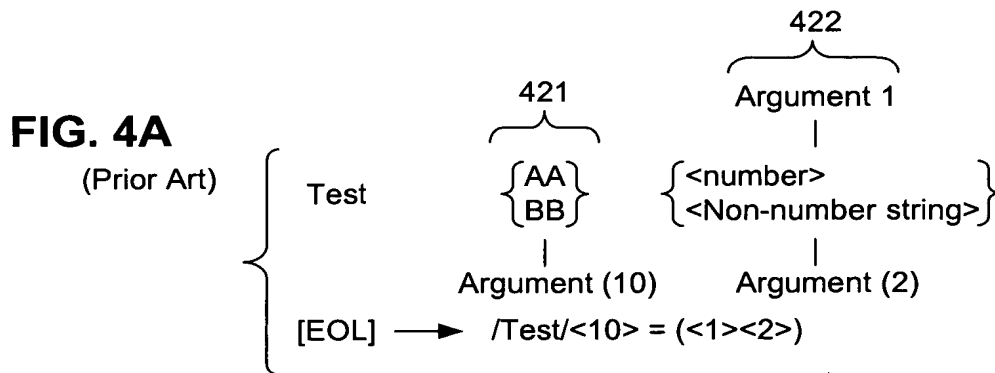 422
421
Argument 1
FIG. 4A
(Prior Art)
Test
AA
BB
<number>
<Non-number string>
Argument (10)
Argument (2)
[EOL] → /Test/<10> = (<1><2>)